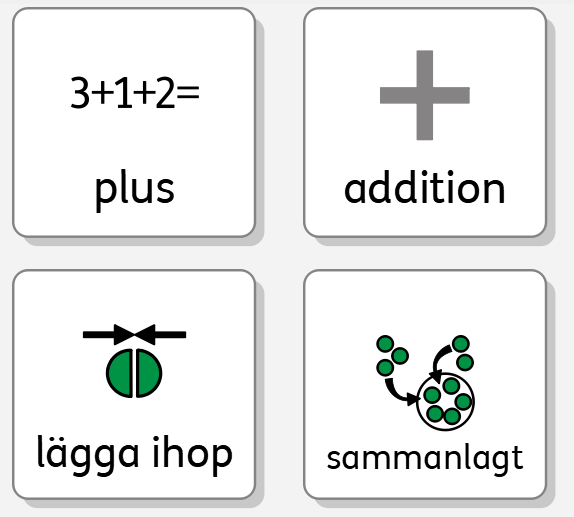 3+1+2=
plus
addition
lägga ihop
sammanlagt